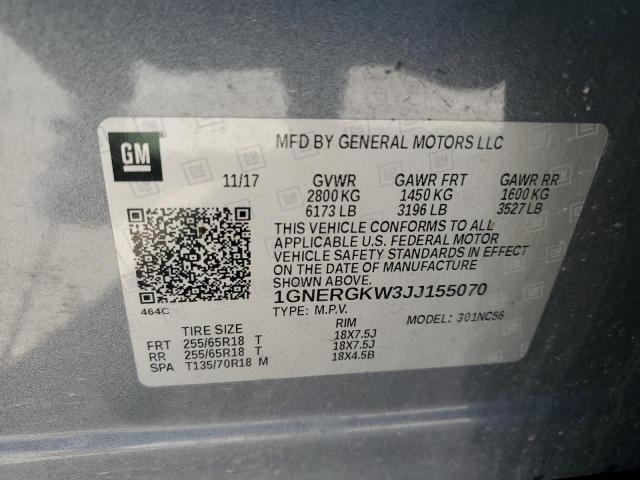 GM MFD BY GENERAL MOTORS LLC
11/17 GVWR GAWR FRT GAWR RR
2800 KG 1450 KG 1600 KG
6173 LB 3196 LB 3527 LB
THIS VEHICLE CONFORMS TO ALL
APPLICABLE U.S. FEDERAL MOTOR
VEHICLE SAFETY STANDARDS IN EFFECT
ON THE DATE OF MANUFACTURE
SHOWN ABOVE.
1GNERGKW3JJ155070
464C TYPE: M.P.V. MODEL: 301NC56
TIRE SIZE RIM
FRT 255/65R18 T 18X7.5J
RR 255/65R18 T 18X7.5J
SPA T135/70R18 M 18X4.5B